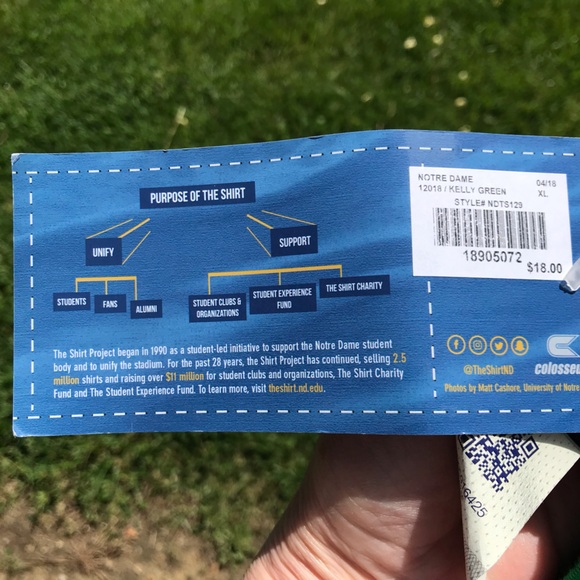 PURPOSE OF THE SHIRT
UNIFY
SUPPORT
STUDENTS
FANS
ALUMNI
STUDENT CLUBS &
ORGANIZATIONS
STUDENT EXPERIENCE
FUND
THE SHIRT CHARITY
The Shirt Project began in 1990 as a student-led initiative to support the Notre Dame student
body and to unify the stadium. For the past 28 years, the Shirt Project has continued, selling 2.5
million shirts and raising over $11 million for student clubs and organizations, The Shirt Charity
Fund and The Student Experience Fund. To learn more, visit theshirt.nd.edu.
NOTRE DAME 04/18
12018 / KELLY GREEN XL
STYLE# NDTS129
18905072
$18.00
@TheShirtND
Photos by Matt Cashore, University of Notre
6425